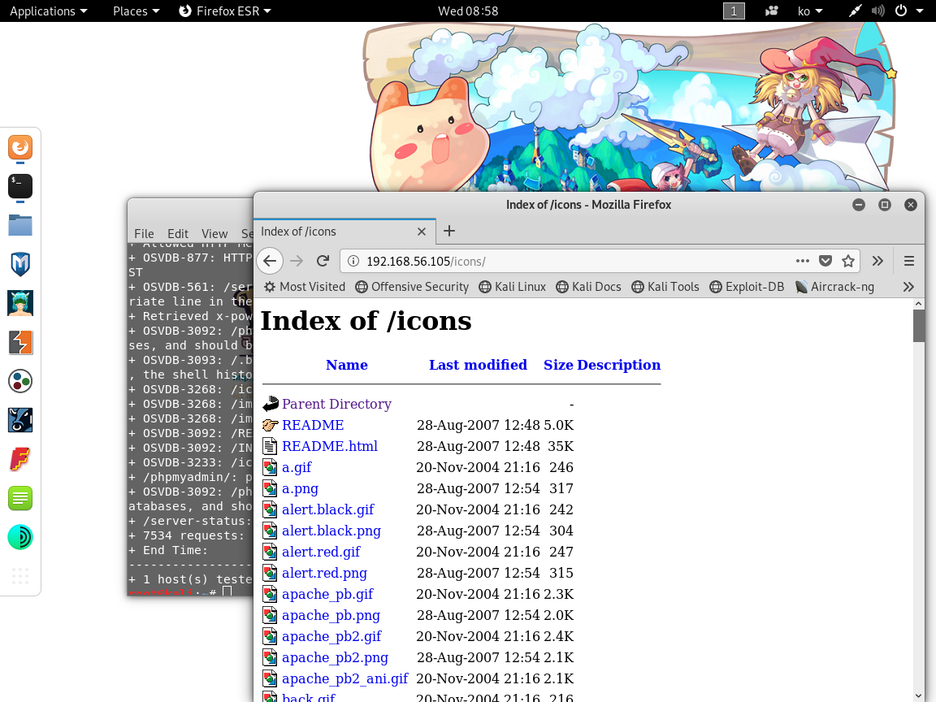 Applications Places Firefox ESR Wed 08:58 1 ko
Index of /icons - Mozilla Firefox
File Edit View Se
Index of /icons
192.168.56.105/icons/
Most Visited Offensive Security Kali Linux Kali Docs Kali Tools Exploit-DB Aircrack-ng
+ Allowed HTTP Me
+ OSVDB-877: HTTP
ST
+ OSVDB-561: /ser
riate line in the
+ Retrieved x-pow
+ OSVDB-3092: /ph
ses, and should b
+ OSVDB-3093: /.b
, the shell histo
+ OSVDB-3268: /ic
+ OSVDB-3268: /im
+ OSVDB-3268: /im
+ OSVDB-3092: /RE
+ OSVDB-3092: /IN
+ OSVDB-3233: /ic
+ /phpmyadmin/: p
+ OSVDB-3092: /ph
atabases, and sho
+ /server-status:
+ 7534 requests:
+ End Time:
-----------------
+ 1 host(s) teste
Index of /icons
Name Last modified Size Description
Parent Directory -
README 28-Aug-2007 12:48 5.0K
README.html 28-Aug-2007 12:48 35K
a.gif 20-Nov-2004 21:16 246
a.png 28-Aug-2007 12:54 317
alert.black.gif 20-Nov-2004 21:16 242
alert.black.png 28-Aug-2007 12:54 304
alert.red.gif 20-Nov-2004 21:16 247
alert.red.png 28-Aug-2007 12:54 315
apache_pb.gif 20-Nov-2004 21:16 2.3K
apache_pb.png 28-Aug-2007 12:54 2.0K
apache_pb2.gif 20-Nov-2004 21:16 2.4K
apache_pb2.png 28-Aug-2007 12:54 2.1K
apache_pb2_ani.gif 20-Nov-2004 21:16 2.1K
back.gif 20-Nov-2004 21:16 216